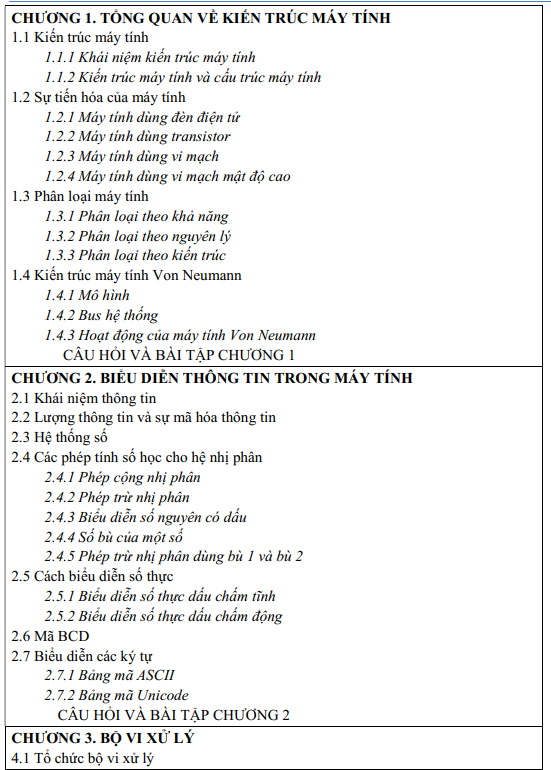 CHƯƠNG 1. TỔNG QUAN VỀ KIẾN TRÚC MÁY TÍNH
1.1 Kiến trúc máy tính
1.1.1 Khái niệm kiến trúc máy tính
1.1.2 Kiến trúc máy tính và cấu trúc máy tính
1.2 Sự tiến hóa của máy tính
1.2.1 Máy tính dùng đèn điện tử
1.2.2 Máy tính dùng transistor
1.2.3 Máy tính dùng vi mạch
1.2.4 Máy tính dùng vi mạch mật độ cao
1.3 Phân loại máy tính
1.3.1 Phân loại theo khả năng
1.3.2 Phân loại theo nguyên lý
1.3.3 Phân loại theo kiến trúc
1.4 Kiến trúc máy tính Von Neumann
1.4.1 Mô hình
1.4.2 Bus hệ thống
1.4.3 Hoạt động của máy tính Von Neumann
CÂU HỎI VÀ BÀI TẬP CHƯƠNG 1
CHƯƠNG 2. BIỂU DIỄN THÔNG TIN TRONG MÁY TÍNH
2.1 Khái niệm thông tin
2.2 Lượng thông tin và sự mã hóa thông tin
2.3 Hệ thống số
2.4 Các phép tính số học cho hệ nhị phân
2.4.1 Phép cộng nhị phân
2.4.2 Phép trừ nhị phân
2.4.3 Biểu diễn số nguyên có dấu
2.4.4 Số bù của một số
2.4.5 Phép trừ nhị phân dùng bù 1 và bù 2
2.5 Cách biểu diễn số thực
2.5.1 Biểu diễn số thực dấu chấm tĩnh
2.5.2 Biểu diễn số thực dấu chấm động
2.6 Mã BCD
2.7 Biểu diễn các ký tự
2.7.1 Bảng mã ASCII
2.7.2 Bảng mã Unicode
CÂU HỎI VÀ BÀI TẬP CHƯƠNG 2
CHƯƠNG 3. BỘ VI XỬ LÝ
4.1 Tổ chức bộ vi xử lý